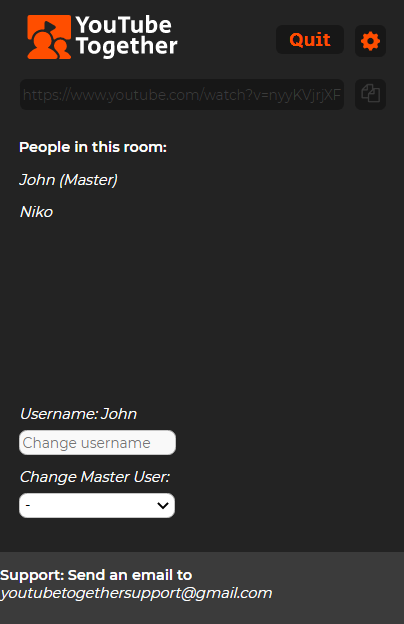 YouTube
Together
Quit
https://www.youtube.com/watch?v=nyyKVjrjXF
People in this room:
John (Master)
Niko
Username: John
Change username
Change Master User:
-
Support: Send an email to
youtubetogethersupport@gmail.com